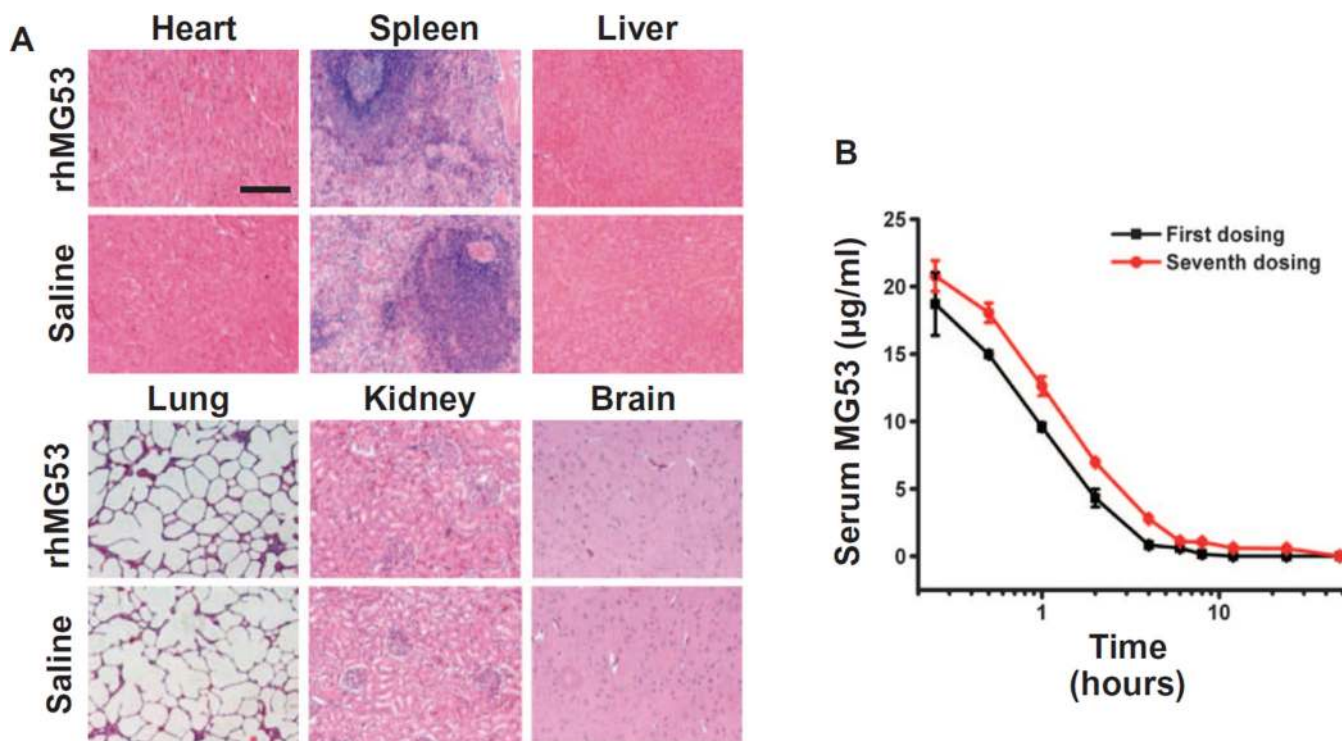 A
Heart Spleen Liver
rhMG53
Saline
Lung Kidney Brain
rhMG53
Saline
B
First dosing
Seventh dosing
Serum MG53 (µg/ml)
25
20
15
10
5
0
1 10
Time
(hours)